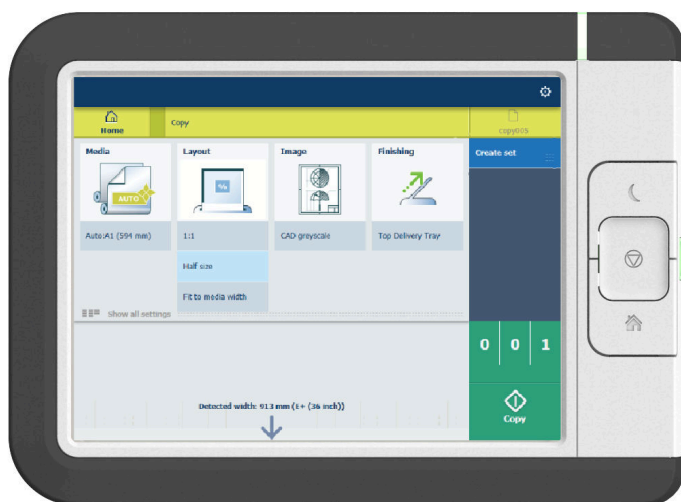 Home
Copy
copy005
Media
Layout
Image
Finishing
Create set
AUTO
%
Auto:A1 (594 mm)
1:1
CAD greyscale
Top Delivery Tray
Half size
Fit to media width
Show all settings
0 0 1
Detected width: 913 mm (E+ (36 inch))
Copy